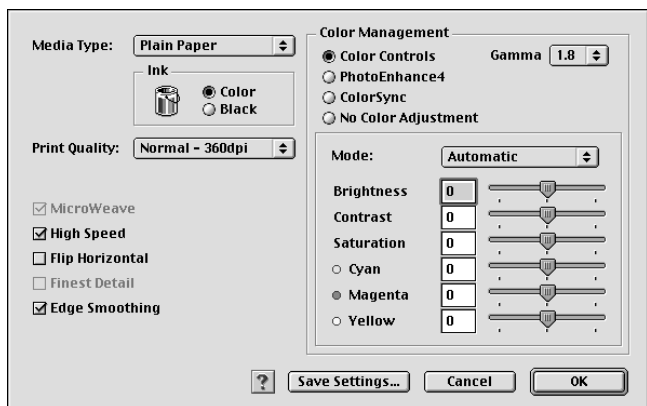 Media Type: Plain Paper
Ink
Color
Black
Print Quality: Normal - 360dpi
MicroWeave
High Speed
Flip Horizontal
Finest Detail
Edge Smoothing
Color Management
Color Controls
Gamma 1.8
PhotoEnhance4
ColorSync
No Color Adjustment
Mode: Automatic
Brightness 0
Contrast 0
Saturation 0
Cyan 0
Magenta 0
Yellow 0
? Save Settings... Cancel OK